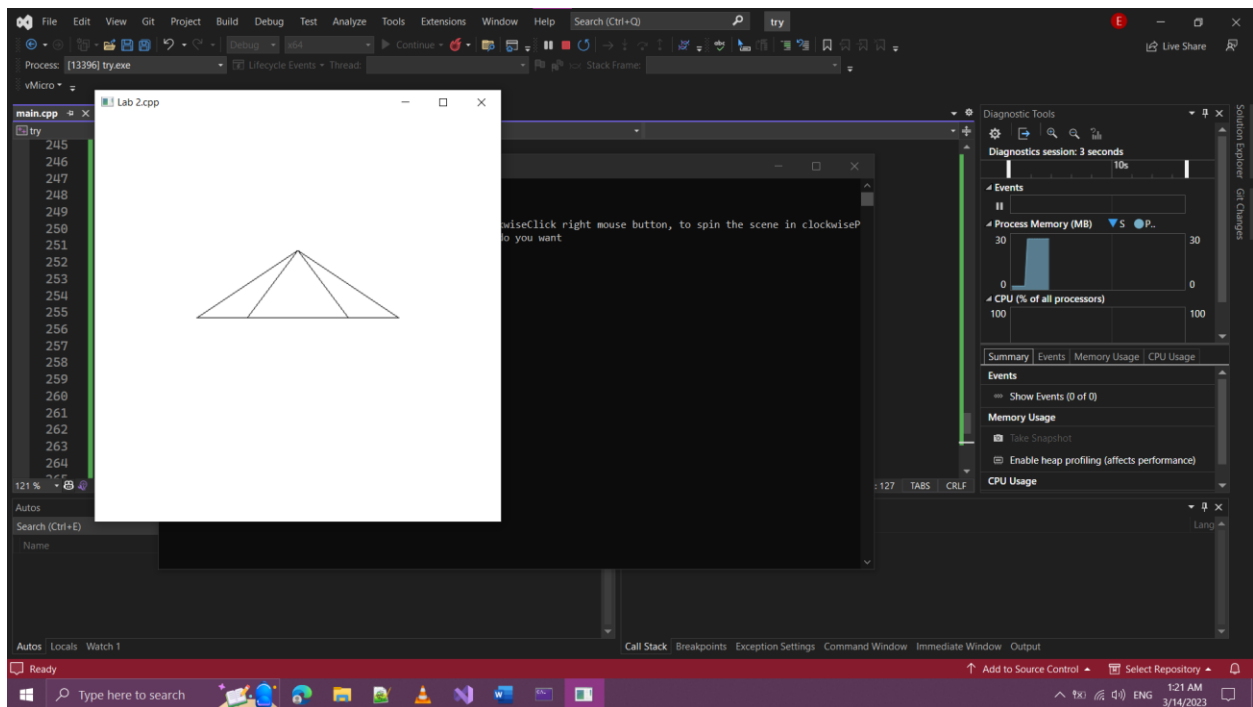 File Edit View Git Project Build Debug Test Analyze Tools Extensions Window Help Search (Ctrl+Q) try E
Debug x64 Continue Live Share
Process: [13396] try.exe Lifecycle Events Thread: Stack Frame:
vMicro
Lab 2.cpp
main.cpp
try
245
246
247
248
249
250
251
252
253
254
255
256
257
258
259
260
261
262
263
264
265
kwiseClick right mouse button, to spin the scene in clockwiseP
do you want
121 %
:127 TABS CRLF
Diagnostic Tools
Diagnostics session: 3 seconds
10s
Events
Process Memory (MB) S P..
30 30
0 0
CPU (% of all processors)
100 100
Summary Events Memory Usage CPU Usage
Events
Show Events (0 of 0)
Memory Usage
Take Snapshot
Enable heap profiling (affects performance)
CPU Usage
Solution Explorer
Git Changes
Autos
Search (Ctrl+E)
Name
Lang
Autos Locals Watch 1
Call Stack Breakpoints Exception Settings Command Window Immediate Window Output
Ready Add to Source Control Select Repository
Type here to search ENG 1:21 AM
3/14/2023